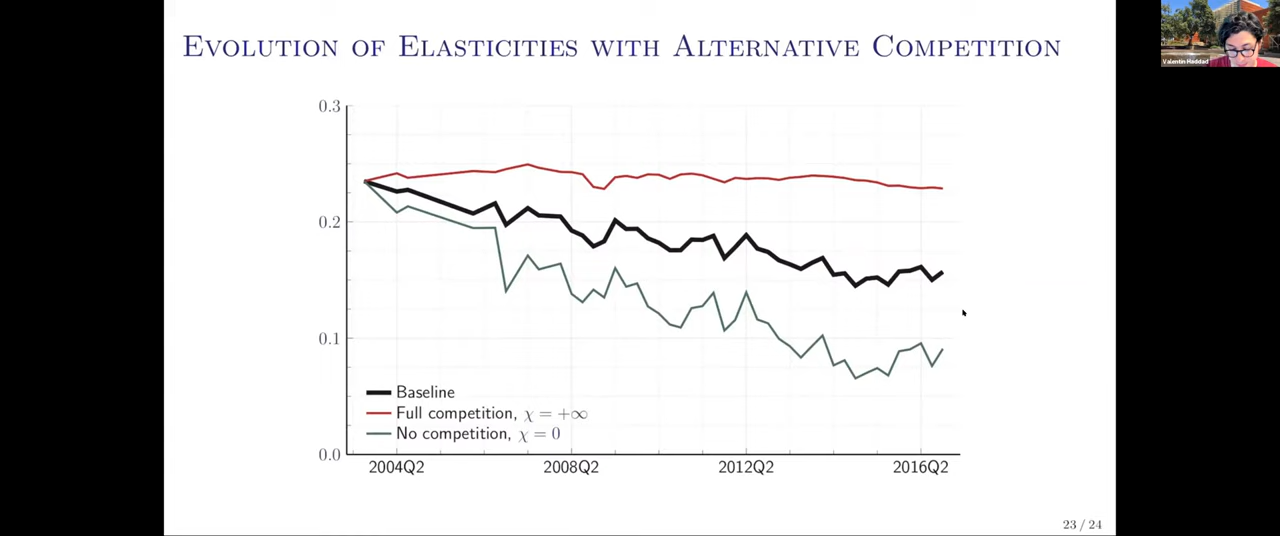 EVOLUTION OF ELASTICITIES WITH ALTERNATIVE COMPETITION
Valentin Haddad
0.3
0.2
0.1
0.0
Baseline
Full competition, χ = +∞
No competition, χ = 0
2004Q2 2008Q2 2012Q2 2016Q2
23 / 24